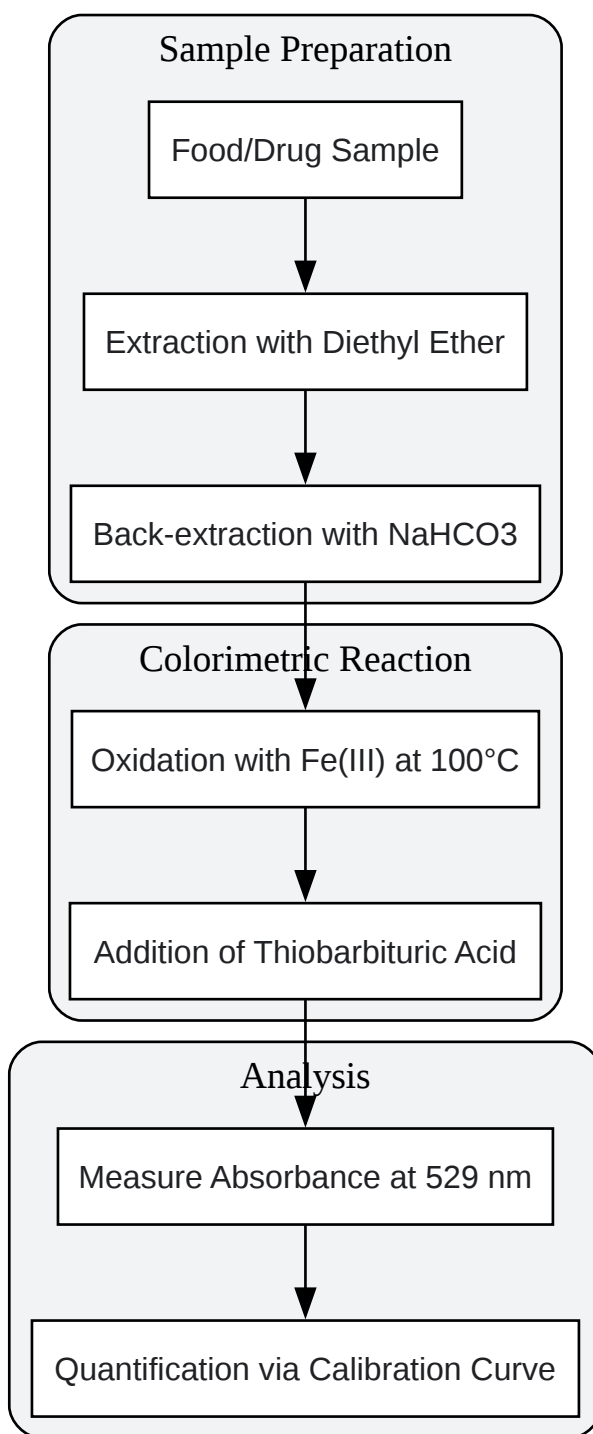 Sample Preparation
Food/Drug Sample
Extraction with Diethyl Ether
Back-extraction with NaHCO3
Colorimetric Reaction
Oxidation with Fe(III) at 100°C
Addition of Thiobarbituric Acid
Analysis
Measure Absorbance at 529 nm
Quantification via Calibration Curve